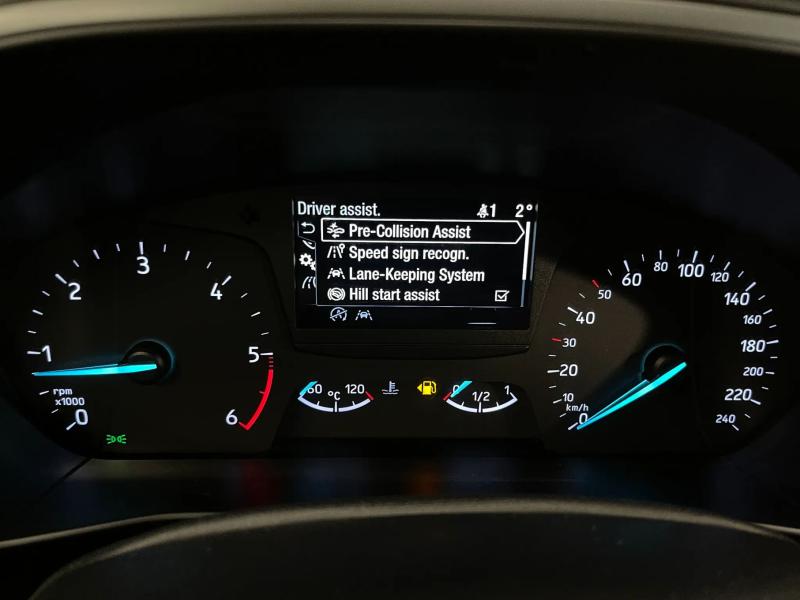 Driver assist.
1 2°
Pre-Collision Assist
Speed sign recogn.
Lane-Keeping System
Hill start assist
0
1
2
3
4
5
6
rpm
x1000
60 120
°C
0 1/2 1
0
10
20
30
40
50
60
80
100
120
140
160
180
200
220
240
km/h